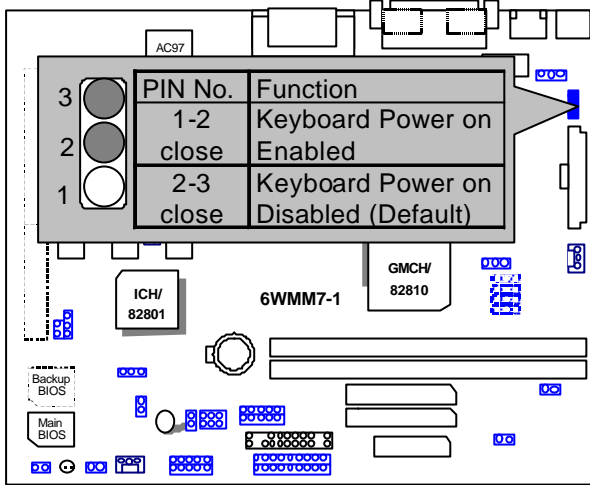 AC97
3
2
1
PIN No. Function
1-2 close Keyboard Power on Enabled
2-3 close Keyboard Power on Disabled (Default)
ICH/
82801
6WMM7-1
GMCH/
82810
Backup
BIOS
Main
BIOS